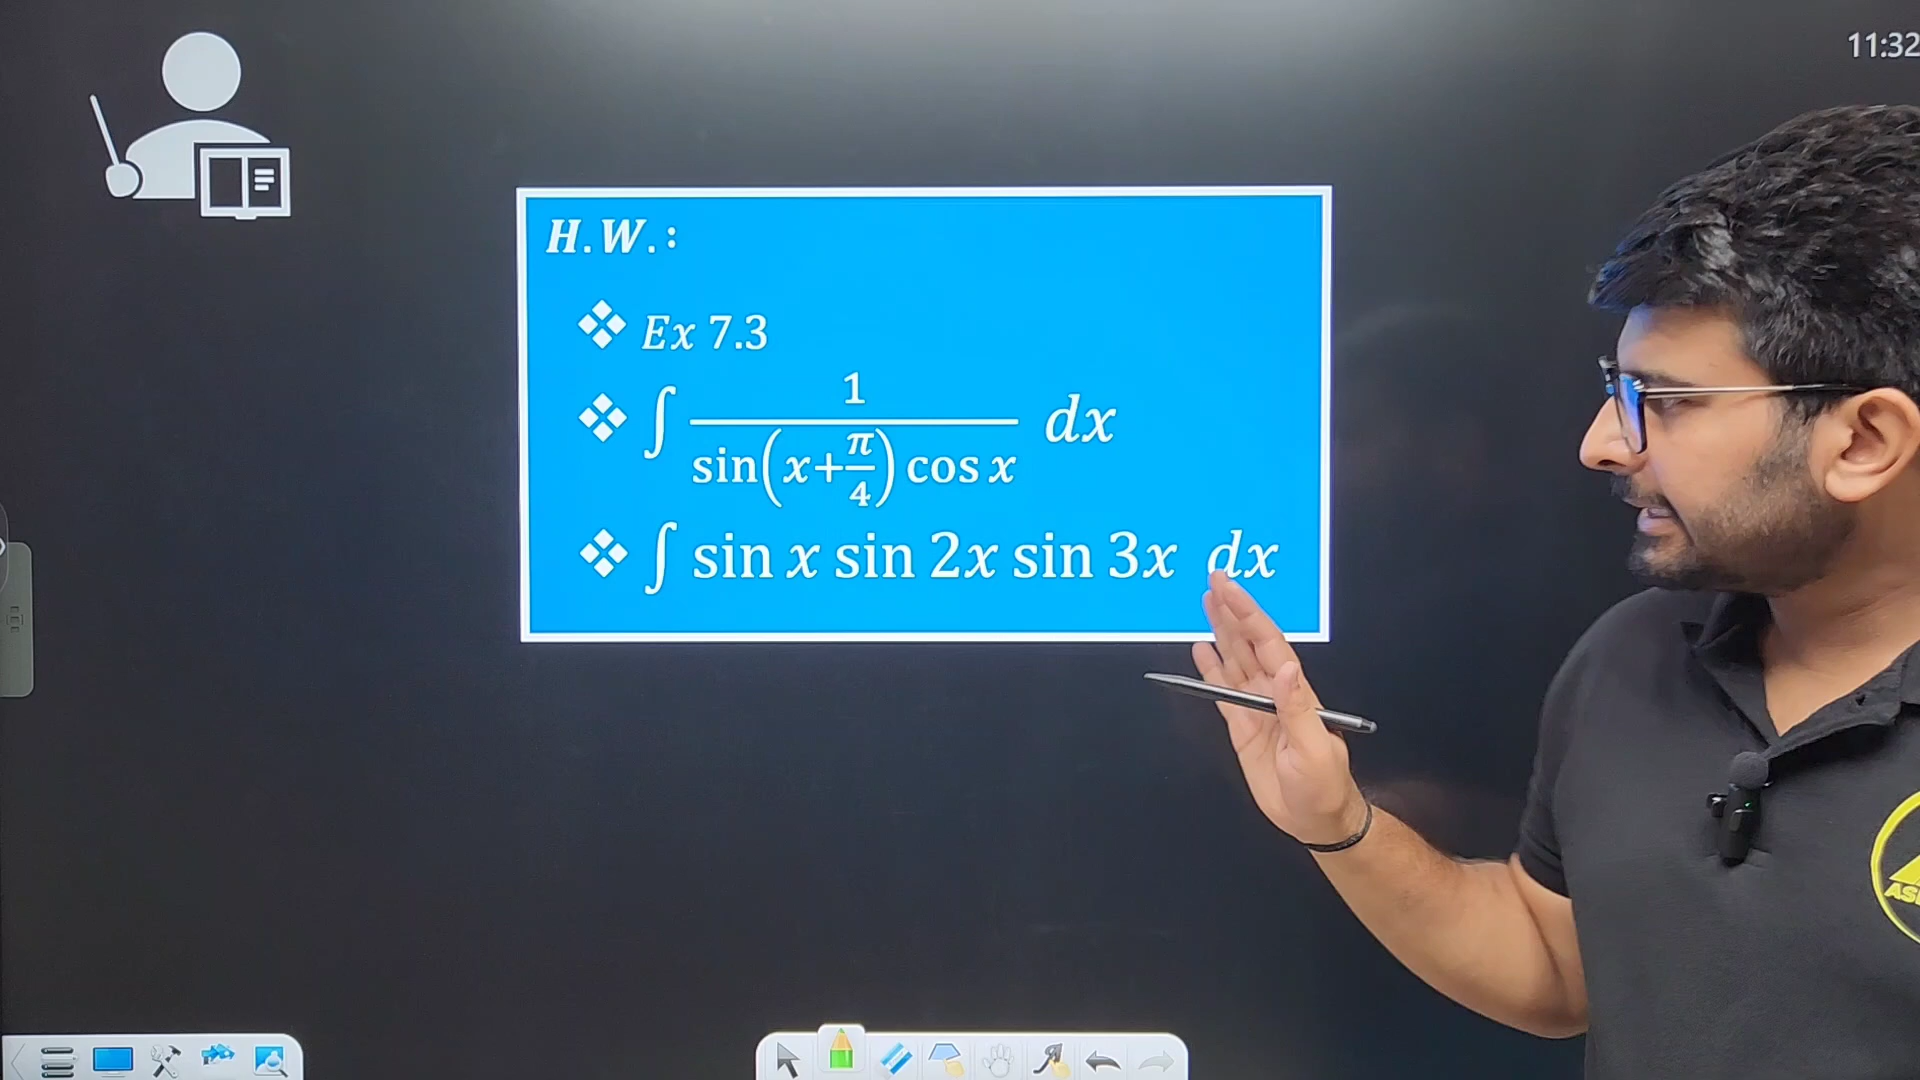 11:32
H.W.:
❖ Ex 7.3
❖ ∫ 1/(sin(x+π/4) cos x) dx
❖ ∫ sin x sin 2x sin 3x dx